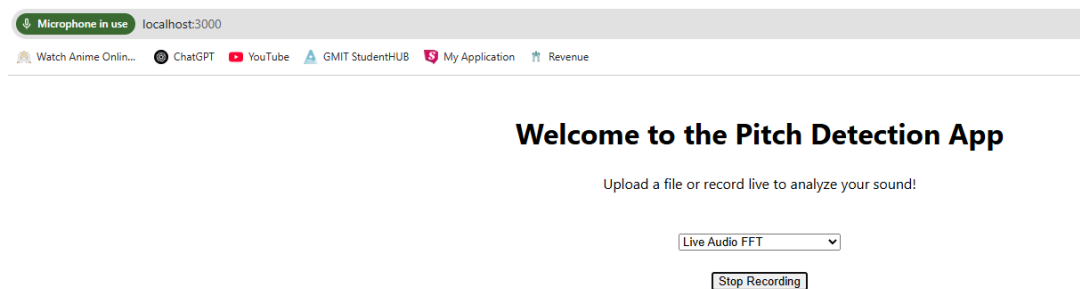 Microphone in use localhost:3000
Watch Anime Onlin... ChatGPT YouTube GMIT StudentHUB My Application Revenue
Welcome to the Pitch Detection App
Upload a file or record live to analyze your sound!
Live Audio FFT
Stop Recording